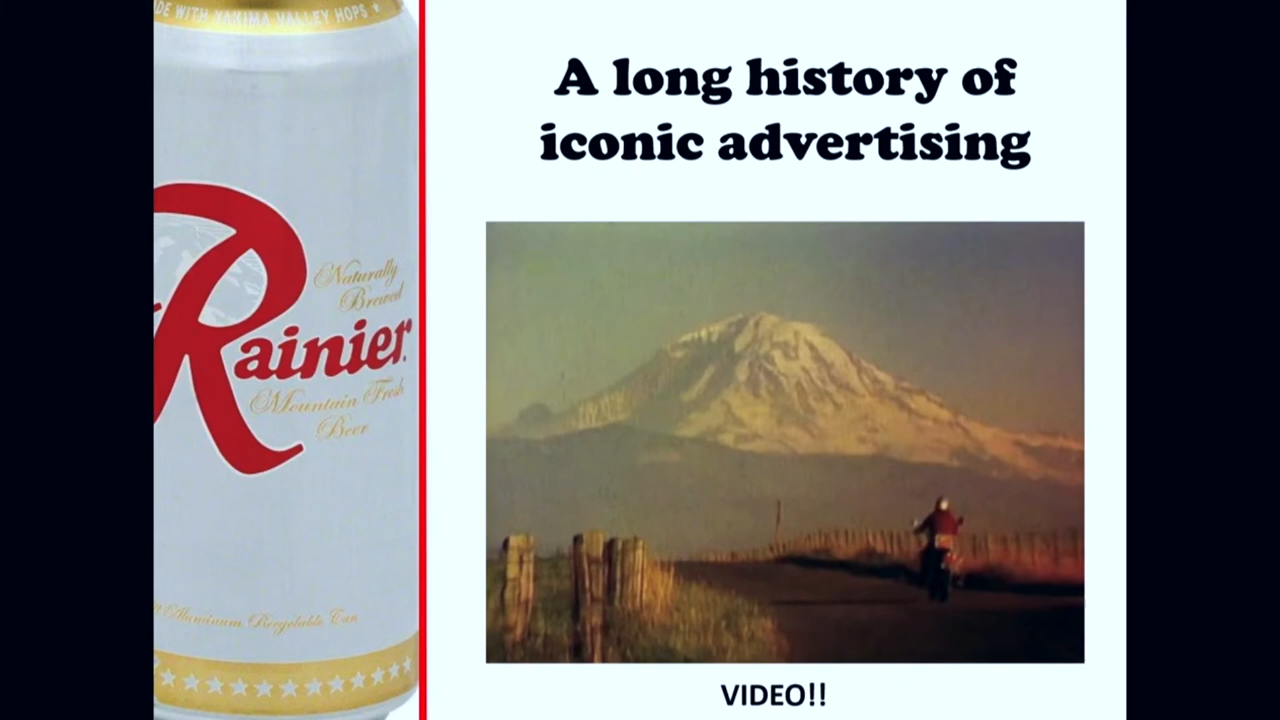 DE WITH YAKIMA VALLEY HOPS
Naturally
Brewed
Rainier
Mountain Fresh
Beer
Aluminum Recyclable Can
A long history of
iconic advertising
VIDEO!!